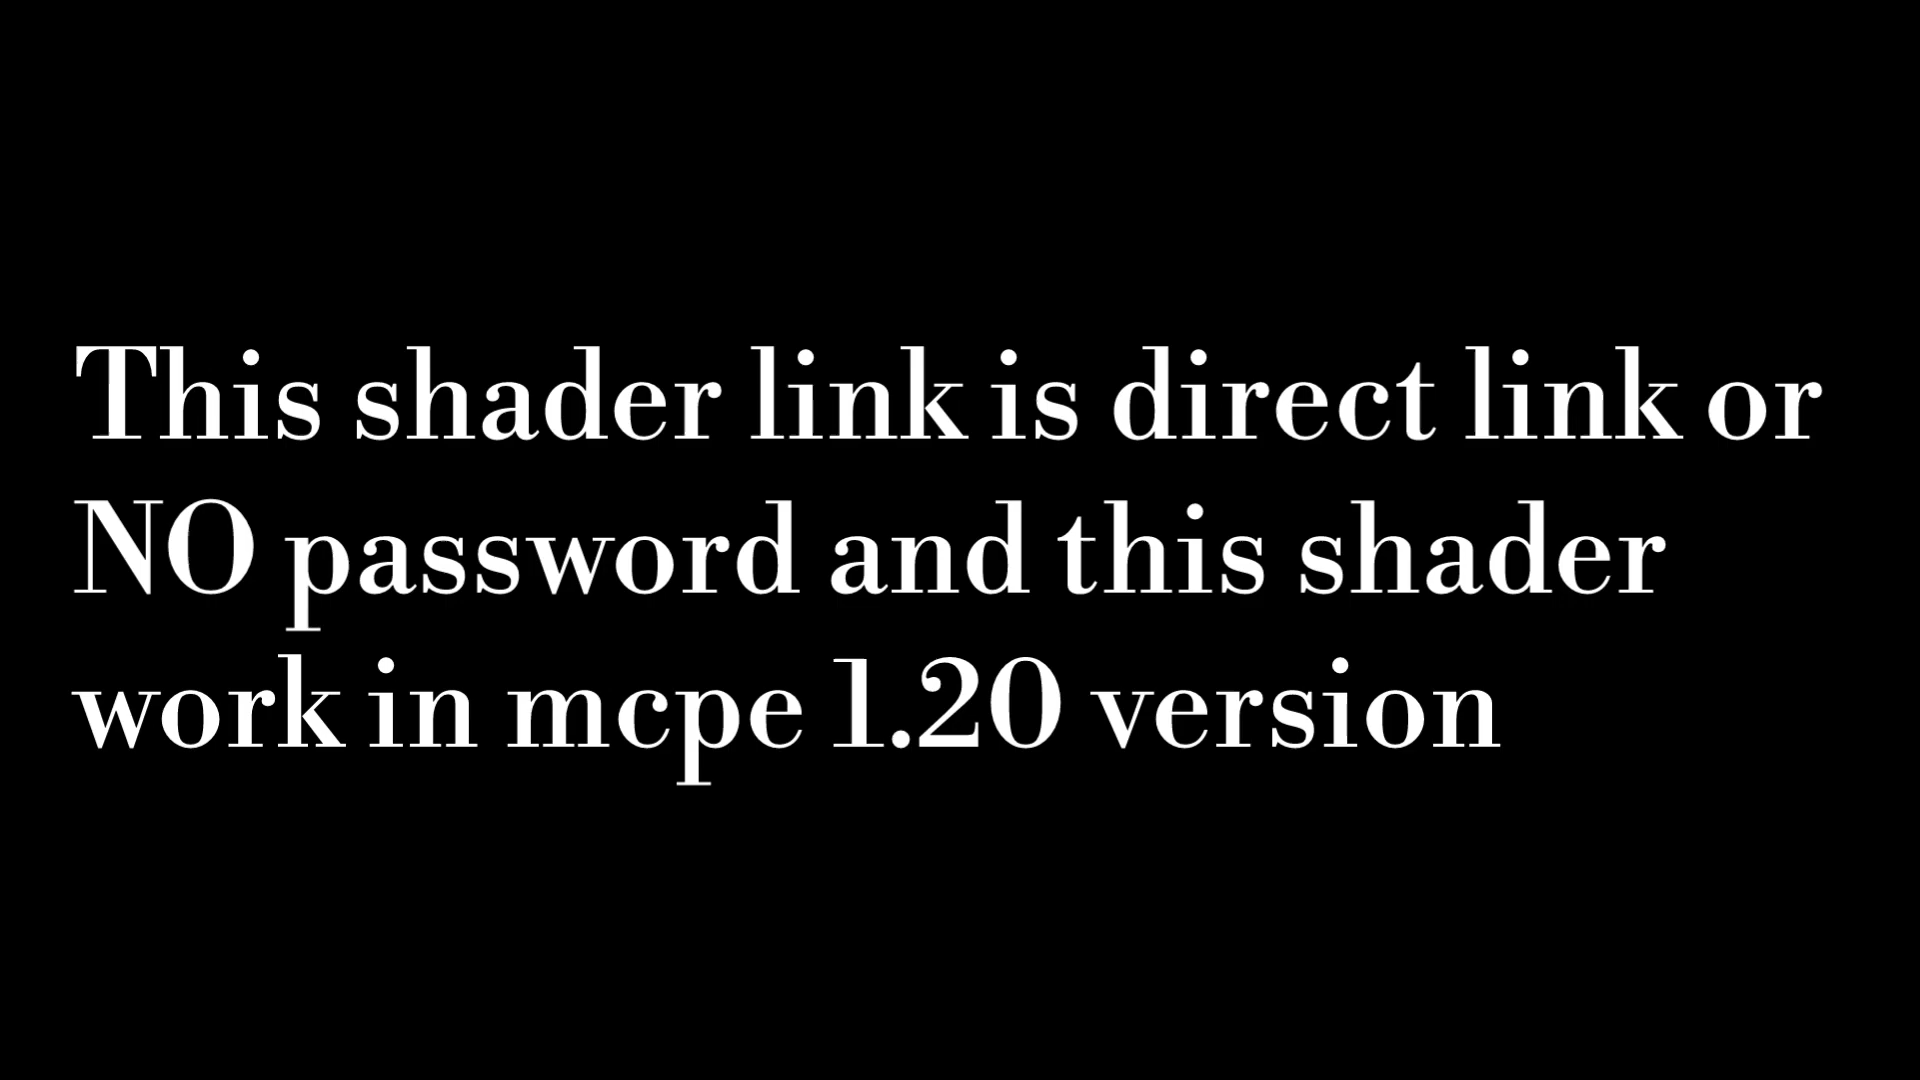 This shader link is direct link or
NO password and this shader
work in mcpe 1.20 version